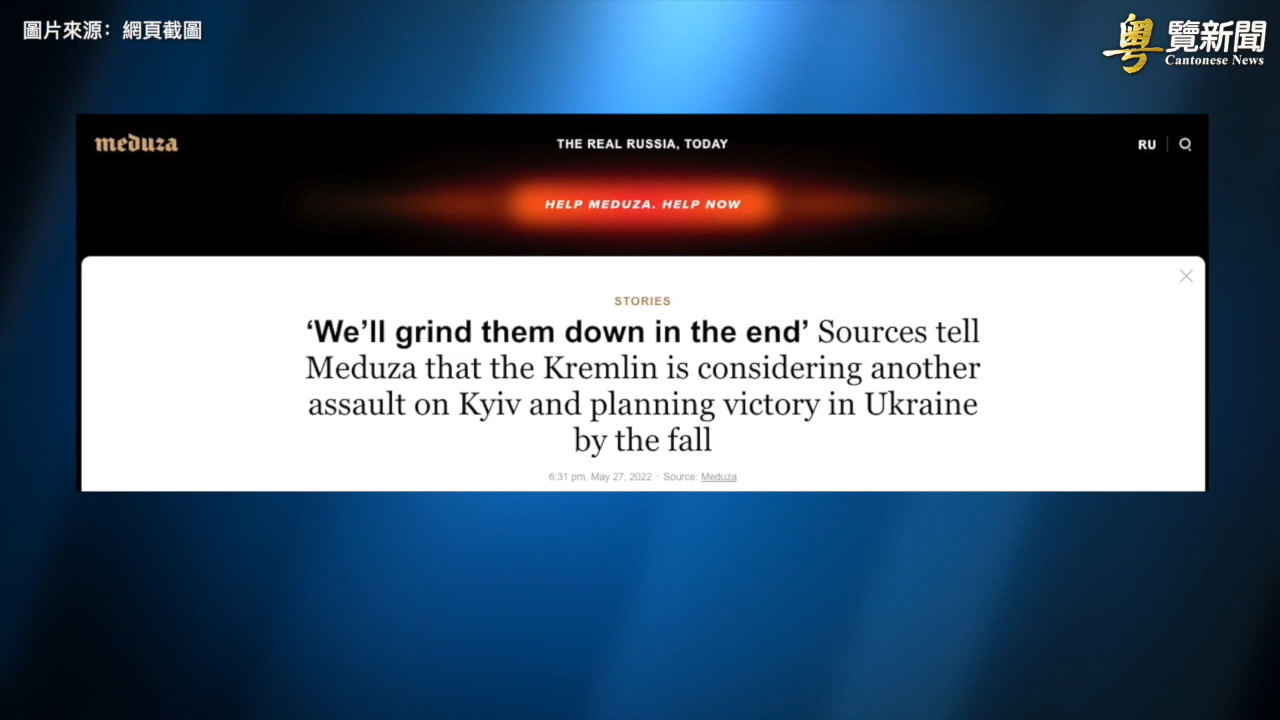 圖片來源：網頁截圖
粵覽新聞
Cantonese News
meduza
THE REAL RUSSIA, TODAY
RU
HELP MEDUZA. HELP NOW
STORIES
‘We’ll grind them down in the end’ Sources tell
Meduza that the Kremlin is considering another
assault on Kyiv and planning victory in Ukraine
by the fall
6:31 pm, May 27, 2022 · Source: Meduza